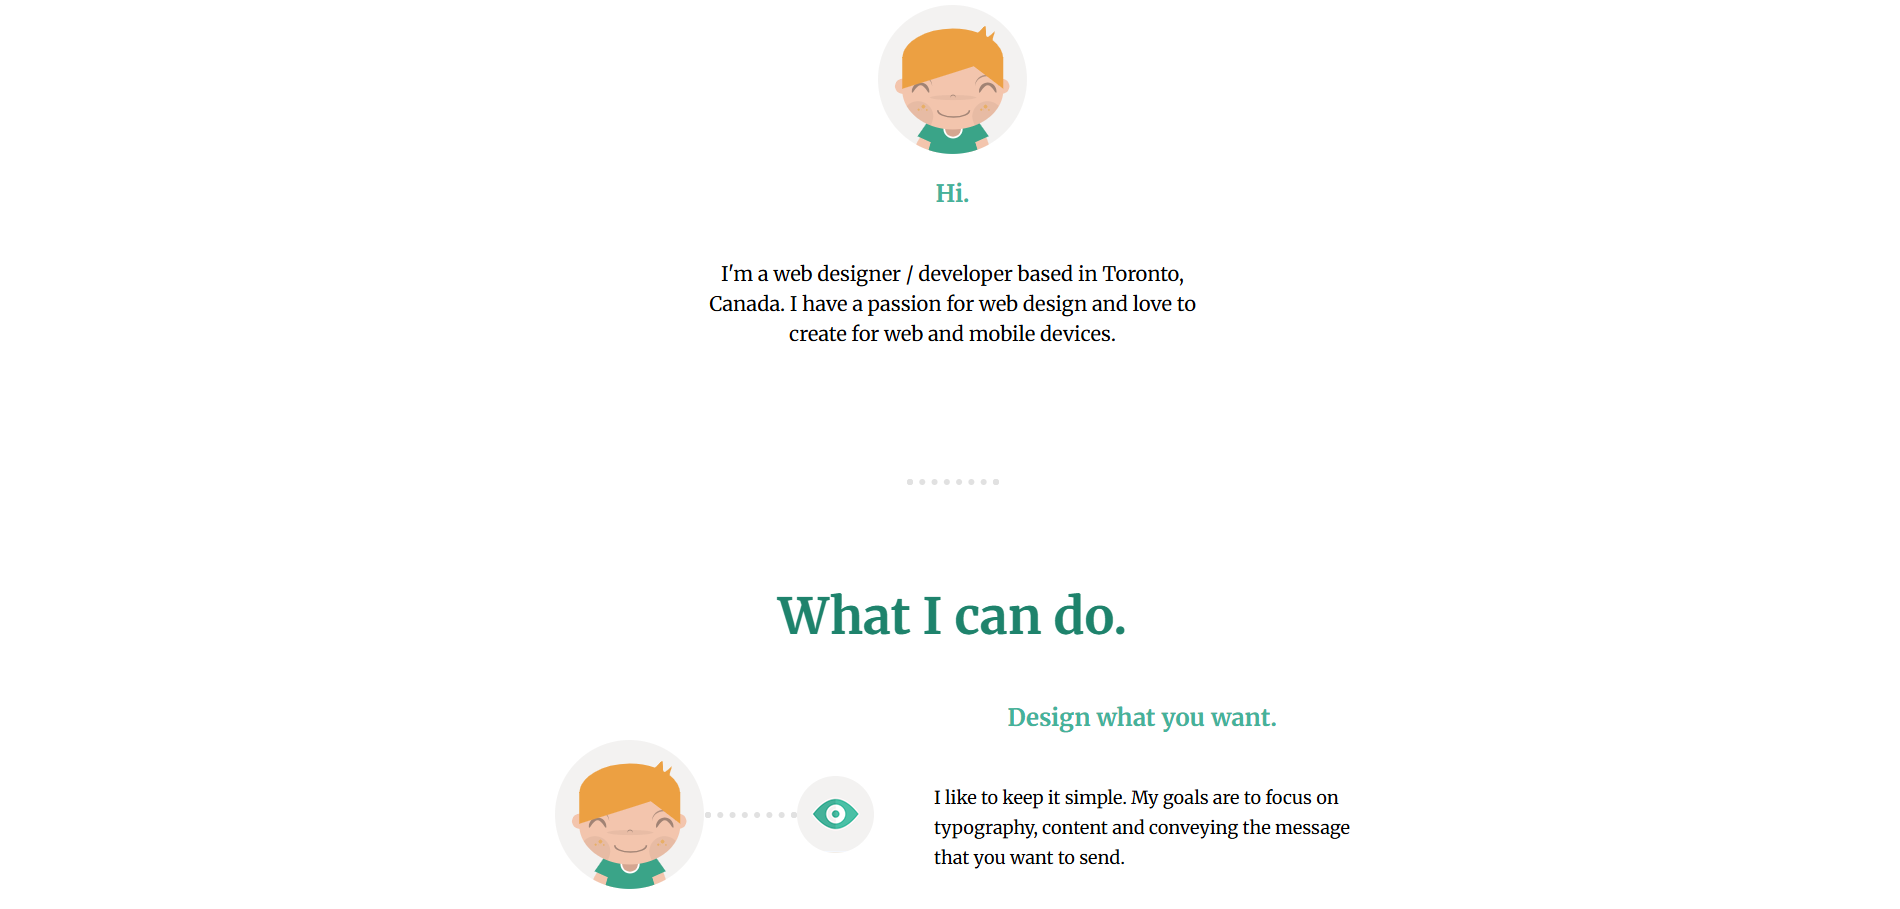 Hi.
I'm a web designer / developer based in Toronto,
Canada. I have a passion for web design and love to
create for web and mobile devices.
What I can do.
Design what you want.
I like to keep it simple. My goals are to focus on
typography, content and conveying the message
that you want to send.